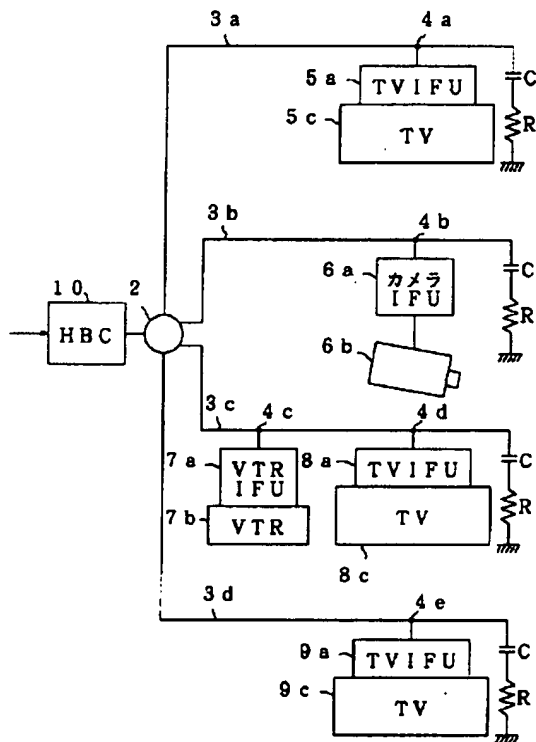 3a
4a
5a
TVIFU
C
5c
TV
R
3b
4b
10
2
6a
カメラ
IFU
C
HBC
R
6b
3c
4c
4d
7a
VTR
IFU
8a
TVIFU
C
7b
VTR
TV
R
8c
3d
4e
9a
TVIFU
C
9c
TV
R